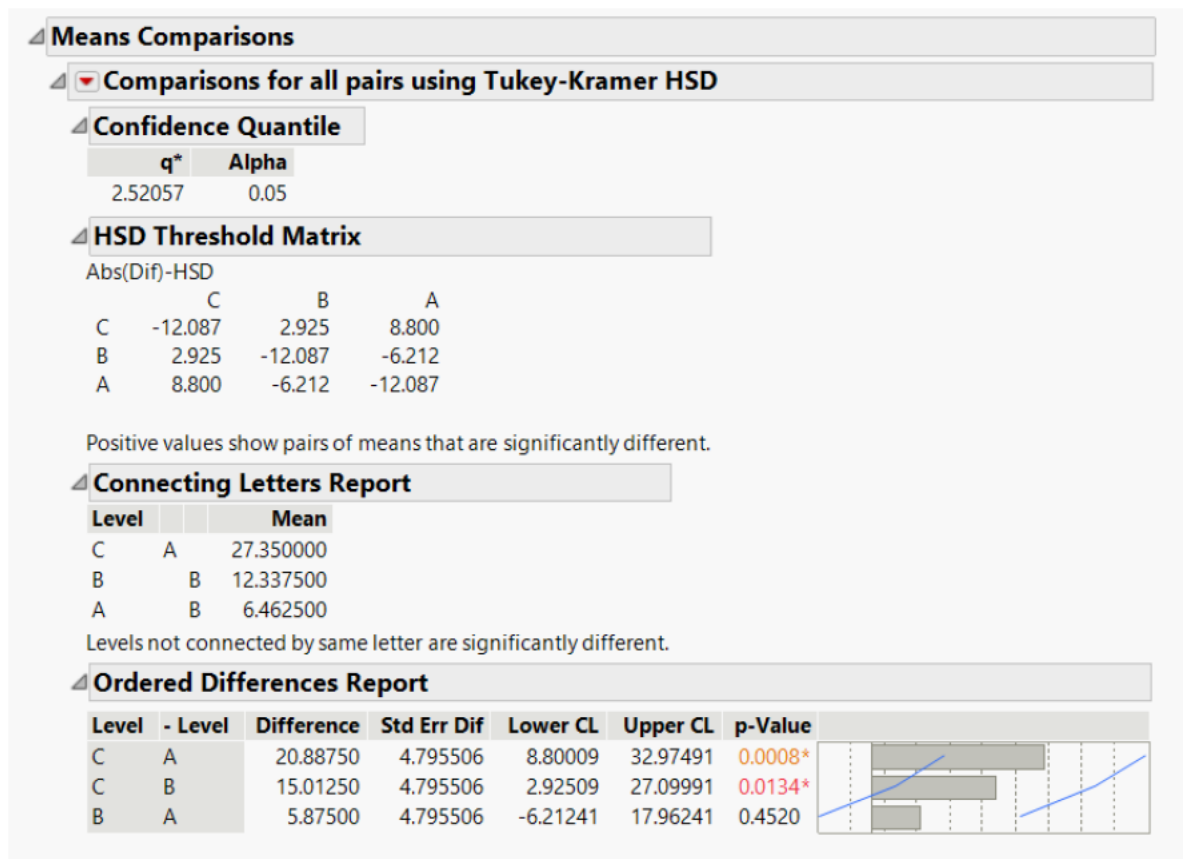 Means Comparisons
Comparisons for all pairs using Tukey-Kramer HSD
Confidence Quantile
q* Alpha
2.52057 0.05
HSD Threshold Matrix
Abs(Dif)-HSD
C B A
C -12.087 2.925 8.800
B 2.925 -12.087 -6.212
A 8.800 -6.212 -12.087
Positive values show pairs of means that are significantly different.
Connecting Letters Report
Level Mean
C A 27.350000
B B 12.337500
A B 6.462500
Levels not connected by same letter are significantly different.
Ordered Differences Report
Level - Level Difference Std Err Dif Lower CL Upper CL p-Value
C A 20.88750 4.795506 8.80009 32.97491 0.0008*
C B 15.01250 4.795506 2.92509 27.09991 0.0134*
B A 5.87500 4.795506 -6.21241 17.96241 0.4520